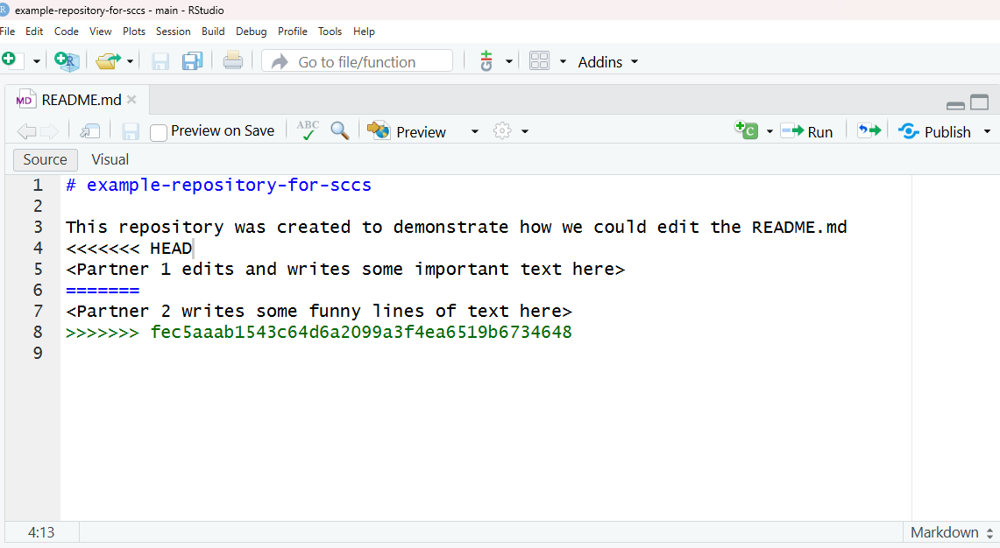 example-repository-for-sccs - main - RStudio
File Edit Code View Plots Session Build Debug Profile Tools Help
Go to file/function Addins
MD README.md
Preview on Save ABC Preview Run Publish
Source Visual
1 # example-repository-for-sccs
2
3 This repository was created to demonstrate how we could edit the README.md
4 <<<<<<< HEAD
5 <Partner 1 edits and writes some important text here>
6 =======
7 <Partner 2 writes some funny lines of text here>
8 >>>>>>> fec5aaab1543c64d6a2099a3f4ea6519b6734648
9
4:13 Markdown